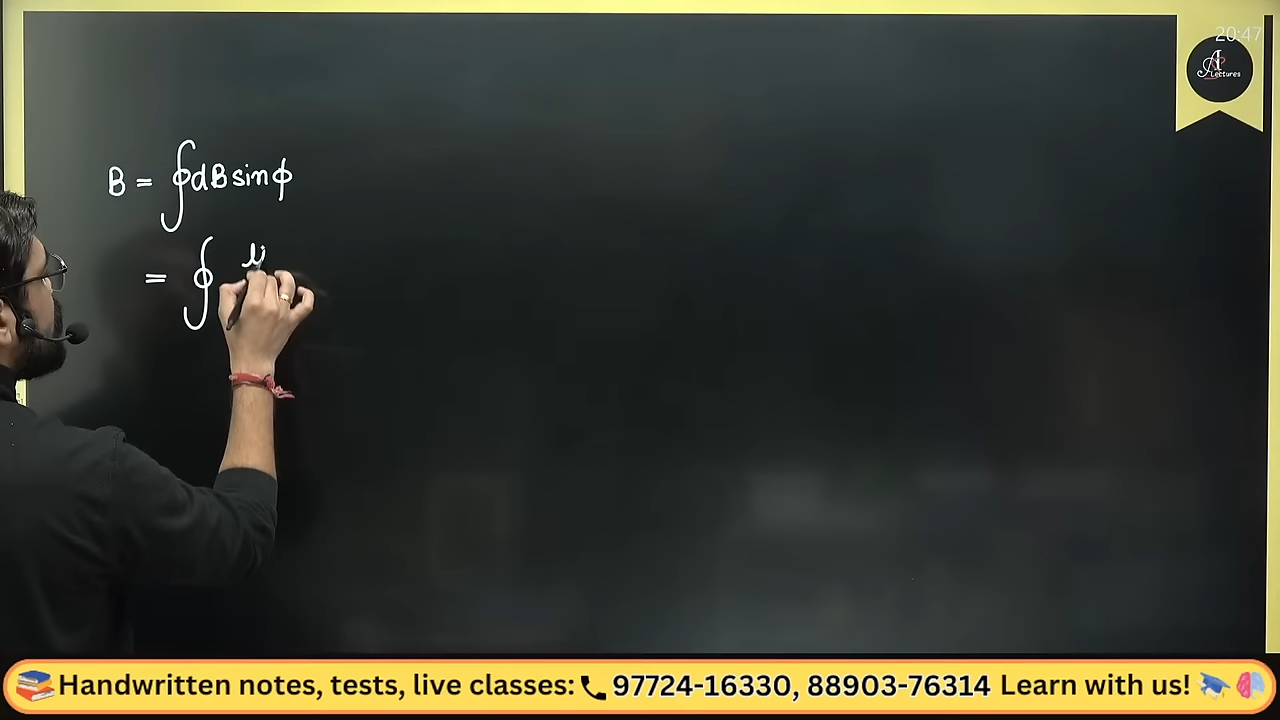 20:47
A
Lectures
B = ∮dB sinϕ
= ∮ μ
Handwritten notes, tests, live classes: 📞 97724-16330, 88903-76314 Learn with us!